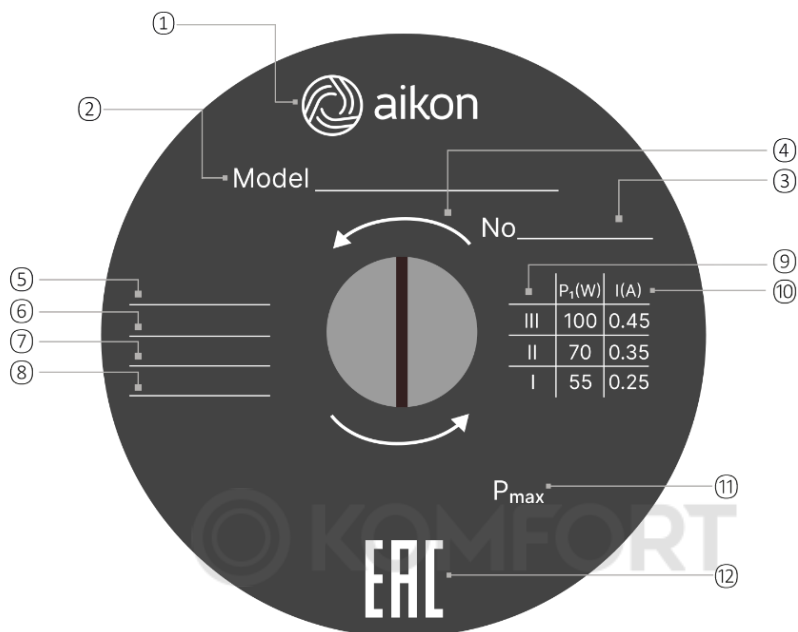 ①
② aikon
④
Model ③
No
⑤ ⑨
P₁(W) I(A) ⑩
⑥ III 100 0.45
⑦ II 70 0.35
⑧ I 55 0.25
Pmax ⑪
KOMFORT
EAC ⑫